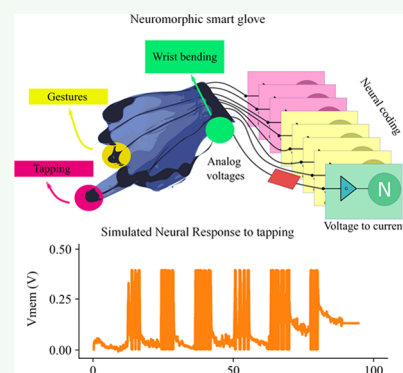 Neuromorphic smart glove
Wrist bending
Gestures
Tapping
Analog voltages
Neural coding
N
Voltage to current
Simulated Neural Response to tapping
Vmem (V)
0.50
0.25
0.00
0
50
100